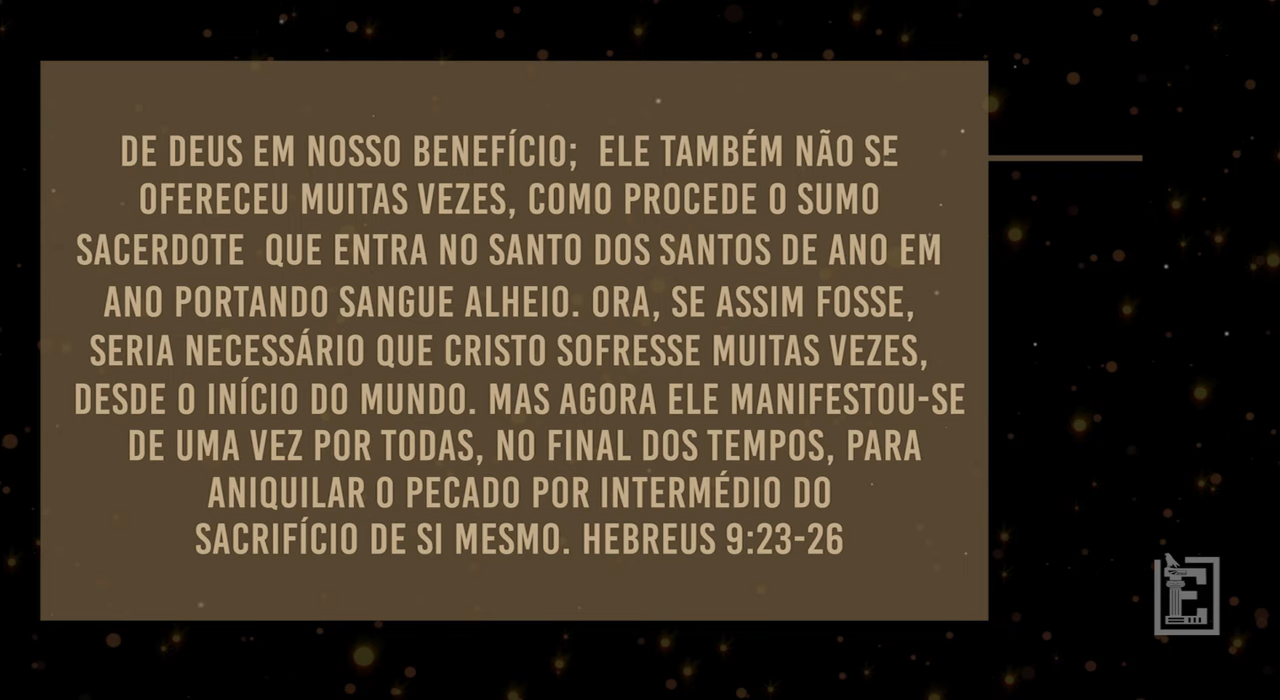 DE DEUS EM NOSSO BENEFÍCIO; ELE TAMBÉM NÃO SE
OFERECEU MUITAS VEZES, COMO PROCEDE O SUMO
SACERDOTE QUE ENTRA NO SANTO DOS SANTOS DE ANO EM
ANO PORTANDO SANGUE ALHEIO. ORA, SE ASSIM FOSSE,
SERIA NECESSÁRIO QUE CRISTO SOFRESSE MUITAS VEZES,
DESDE O INÍCIO DO MUNDO. MAS AGORA ELE MANIFESTOU-SE
DE UMA VEZ POR TODAS, NO FINAL DOS TEMPOS, PARA
ANIQUILAR O PECADO POR INTERMÉDIO DO
SACRIFÍCIO DE SI MESMO. HEBREUS 9:23-26
E